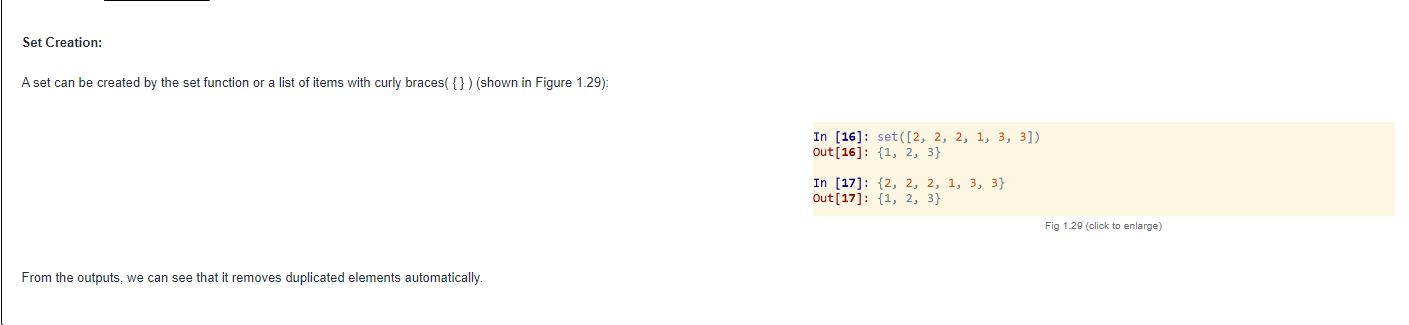 Set Creation:
A set can be created by the set function or a list of items with curly braces( {} ) (shown in Figure 1.29):
In [16]: set([2, 2, 2, 1, 3, 3])
Out[16]: {1, 2, 3}
In [17]: {2, 2, 2, 1, 3, 3}
Out[17]: {1, 2, 3}
Fig 1.29 (click to enlarge)
From the outputs, we can see that it removes duplicated elements automatically.